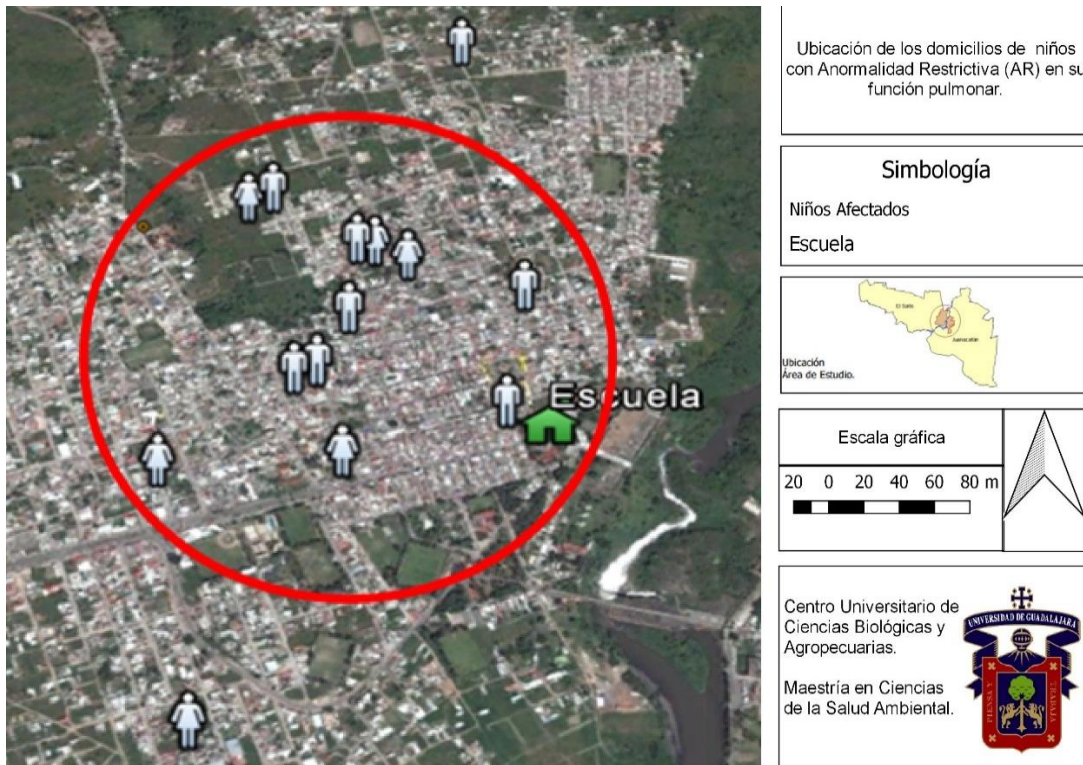 Escuela
Ubicación de los domicilios de niños
con Anormalidad Restrictiva (AR) en su
función pulmonar.
Simbología
Niños Afectados
Escuela
El Salto
Juanacatlán
Ubicación
Área de Estudio.
Escala gráfica
20 0 20 40 60 80 m
Centro Universitario de
Ciencias Biológicas y
Agropecuarias.
Maestría en Ciencias
de la Salud Ambiental.
UNIVERSIDAD DE GUADALAJARA
PIENSA Y
TRABAJA